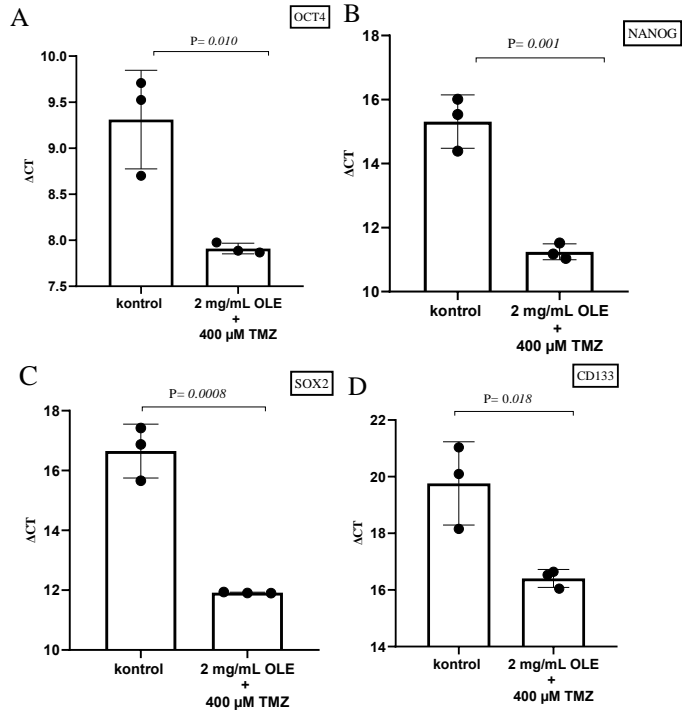 A
OCT4
P= 0.010
10.0
9.5
9.0
8.5
8.0
7.5
ΔCT
kontrol
2 mg/mL OLE
+
400 µM TMZ
B
NANOG
P= 0.001
18
16
14
12
10
ΔCT
kontrol
2 mg/mL OLE
+
400 µM TMZ
C
SOX2
P= 0.0008
18
16
14
12
10
ΔCT
kontrol
2 mg/mL OLE
+
400 µM TMZ
D
CD133
P= 0.018
22
20
18
16
14
ΔCT
kontrol
2 mg/mL OLE
+
400 µM TMZ